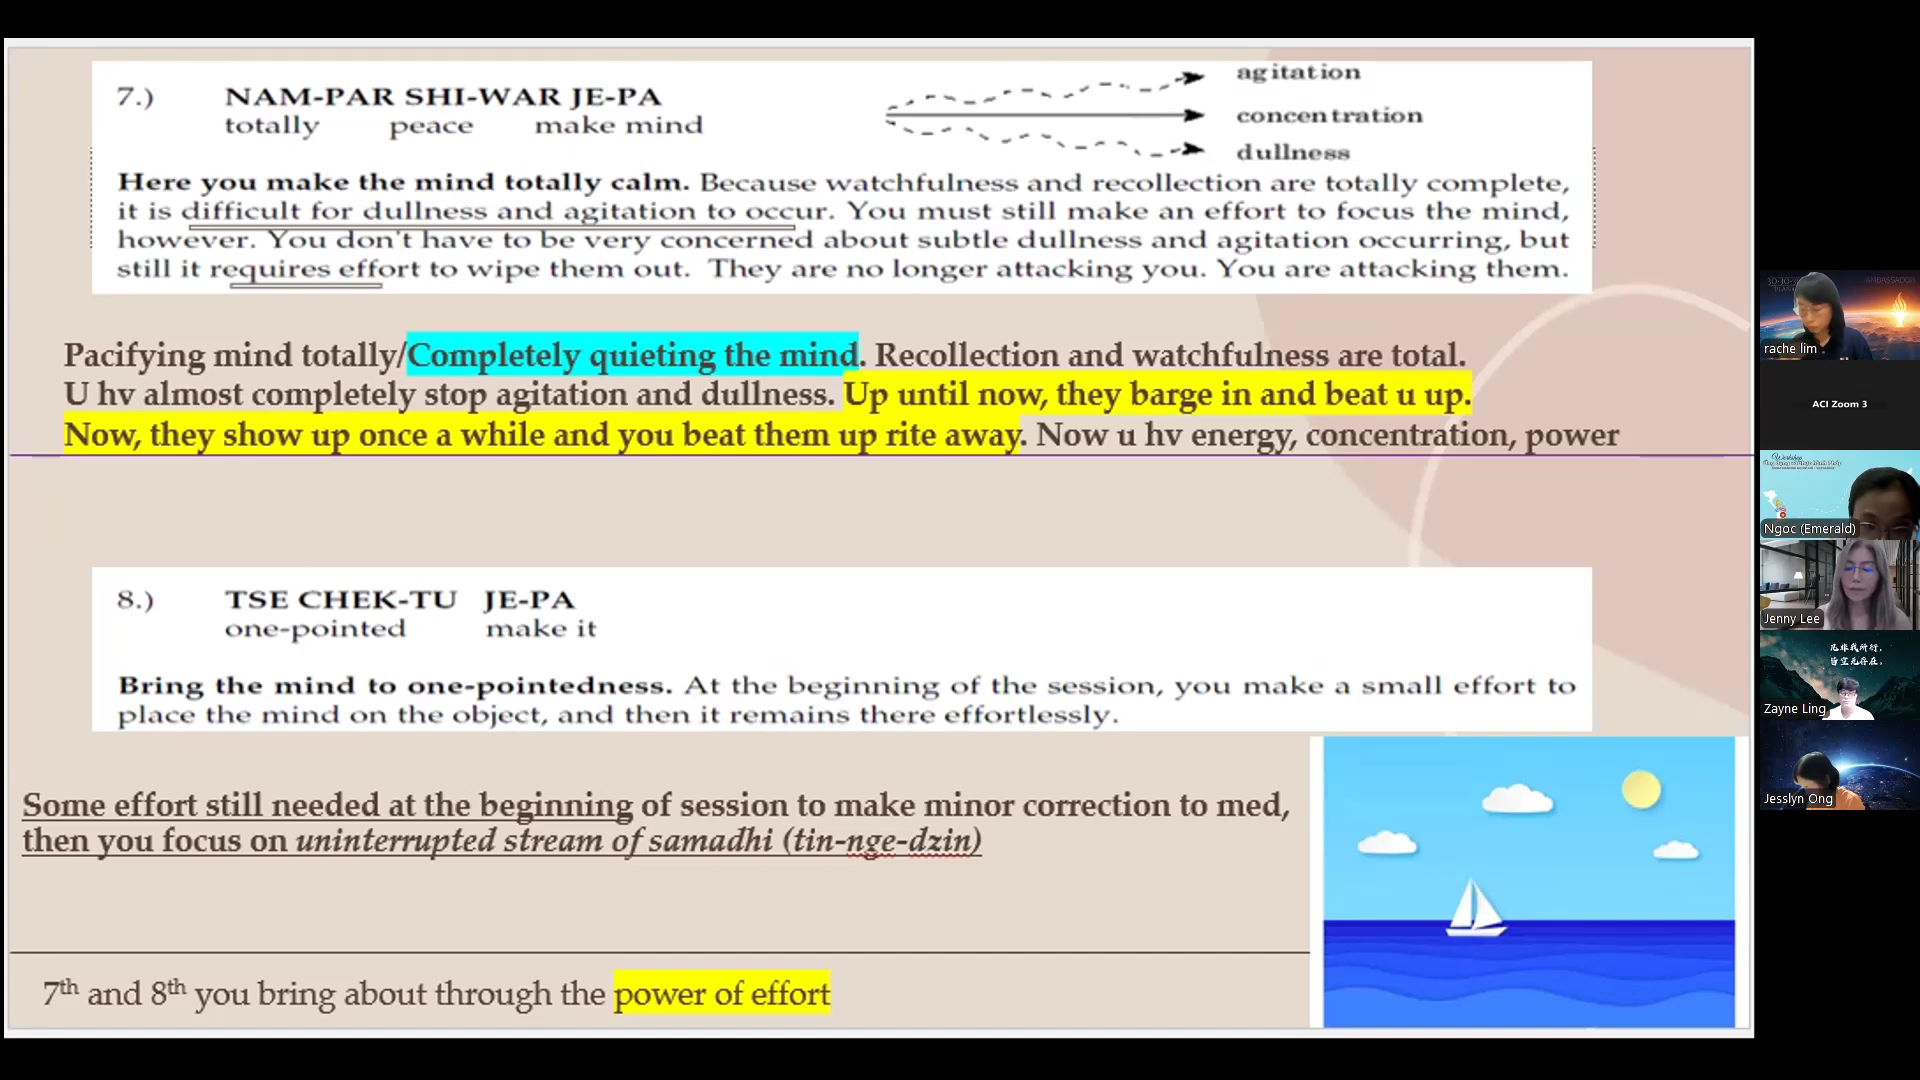 7.) NAM-PAR SHI-WAR JE-PA
totally peace make mind
agitation
concentration
dullness
Here you make the mind totally calm. Because watchfulness and recollection are totally complete,
it is difficult for dullness and agitation to occur. You must still make an effort to focus the mind,
however. You don't have to be very concerned about subtle dullness and agitation occurring, but
still it requires effort to wipe them out. They are no longer attacking you. You are attacking them.
Pacifying mind totally/Completely quieting the mind. Recollection and watchfulness are total.
U hv almost completely stop agitation and dullness. Up until now, they barge in and beat u up.
Now, they show up once a while and you beat them up rite away. Now u hv energy, concentration, power
8.) TSE CHEK-TU JE-PA
one-pointed make it
Bring the mind to one-pointedness. At the beginning of the session, you make a small effort to
place the mind on the object, and then it remains there effortlessly.
Some effort still needed at the beginning of session to make minor correction to med,
then you focus on uninterrupted stream of samadhi (tin-nge-dzin)
7th and 8th you bring about through the power of effort
rache lim
ACI Zoom 3
Workshop
Ngoc (Emerald)
Jenny Lee
凡非我所行,
皆空无存在。
Zayne Ling
Jesslyn Ong